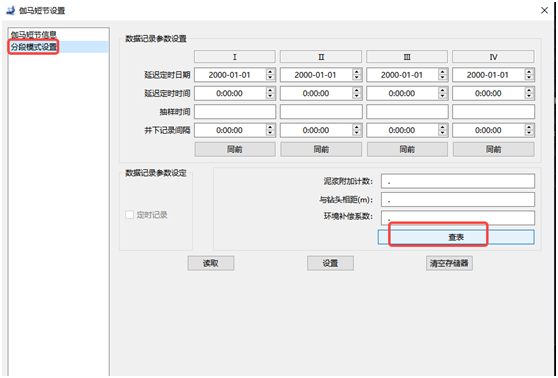 伽马短节设置
伽马短节信息
分段模式设置
数据记录参数设置
I II III IV
延迟定时日期 2000-01-01 2000-01-01 2000-01-01 2000-01-01
延迟定时时间 0:00:00 0:00:00 0:00:00 0:00:00
抽样时间
井下记录间隔 0:00:00 0:00:00 0:00:00 0:00:00
同前 同前 同前 同前
数据记录参数设定
定时记录
泥浆附加计数： .
与钻头相距(m)： .
环境补偿系数： .
查表
读取 设置 清空存储器